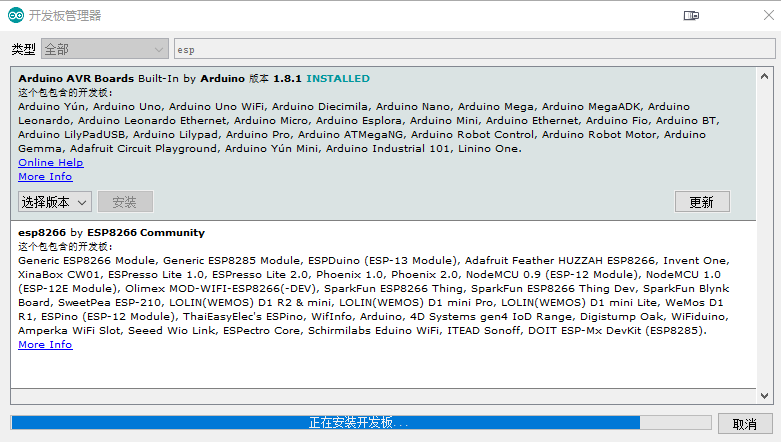 开发板管理器
类型 全部 esp
Arduino AVR Boards Built-In by Arduino 版本 1.8.1 INSTALLED
这个包包含的开发板:
Arduino Yún, Arduino Uno, Arduino Uno WiFi, Arduino Diecimila, Arduino Nano, Arduino Mega, Arduino MegaADK, Arduino
Leonardo, Arduino Leonardo Ethernet, Arduino Micro, Arduino Esplora, Arduino Mini, Arduino Ethernet, Arduino Fio, Arduino BT,
Arduino LilyPadUSB, Arduino Lilypad, Arduino Pro, Arduino ATMegaNG, Arduino Robot Control, Arduino Robot Motor, Arduino
Gemma, Adafruit Circuit Playground, Arduino Yún Mini, Arduino Industrial 101, Linino One.
Online Help
More Info
选择版本 安装 更新
esp8266 by ESP8266 Community
这个包包含的开发板:
Generic ESP8266 Module, Generic ESP8285 Module, ESPDuino (ESP-13 Module), Adafruit Feather HUZZAH ESP8266, Invent One,
XinaBox CW01, ESPresso Lite 1.0, ESPresso Lite 2.0, Phoenix 1.0, Phoenix 2.0, NodeMCU 0.9 (ESP-12 Module), NodeMCU 1.0
(ESP-12E Module), Olimex MOD-WIFI-ESP8266(-DEV), SparkFun ESP8266 Thing, SparkFun ESP8266 Thing Dev, SparkFun Blynk
Board, SweetPea ESP-210, LOLIN(WEMOS) D1 R2 & mini, LOLIN(WEMOS) D1 mini Pro, LOLIN(WEMOS) D1 mini Lite, WeMos D1
R1, ESPino (ESP-12 Module), ThaiEasyElec's ESPino, WifInfo, Arduino, 4D Systems gen4 IoD Range, Digistump Oak, WiFiduino,
Amperka WiFi Slot, Seeed Wio Link, ESPectro Core, Schirmilabs Eduino WiFi, ITEAD Sonoff, DOIT ESP-Mx DevKit (ESP8285).
More Info
正在安装开发板... 取消